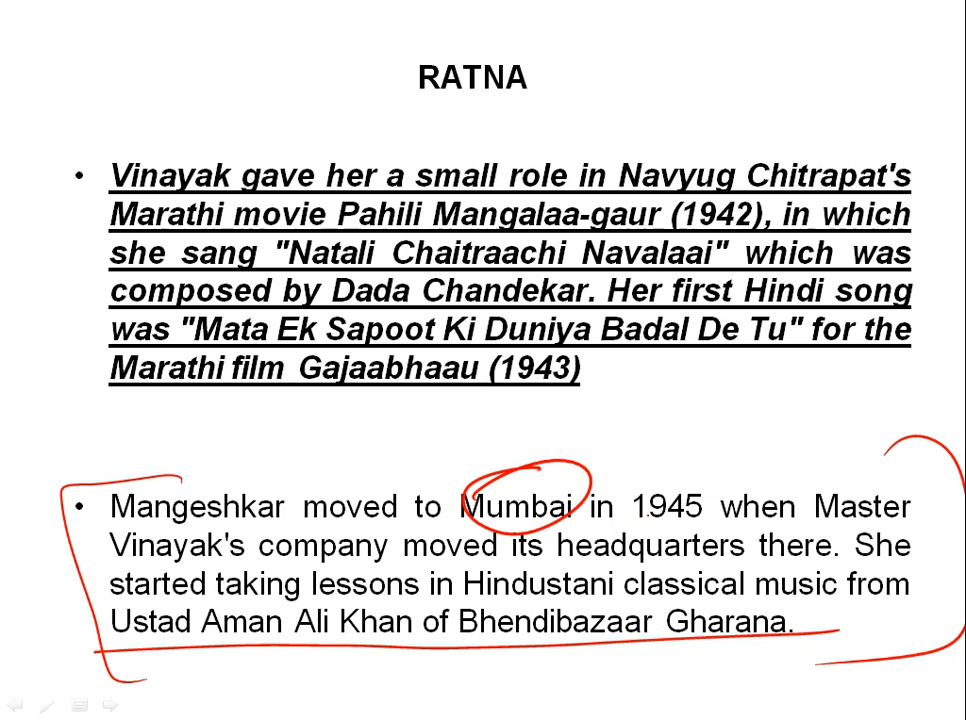 RATNA
• Vinayak gave her a small role in Navyug Chitrapat's
Marathi movie Pahili Mangalaa-gaur (1942), in which
she sang "Natali Chaitraachi Navalaai" which was
composed by Dada Chandekar. Her first Hindi song
was "Mata Ek Sapoot Ki Duniya Badal De Tu" for the
Marathi film Gajaabhaau (1943)
• Mangeshkar moved to Mumbai in 1945 when Master
Vinayak's company moved its headquarters there. She
started taking lessons in Hindustani classical music from
Ustad Aman Ali Khan of Bhendibazaar Gharana.